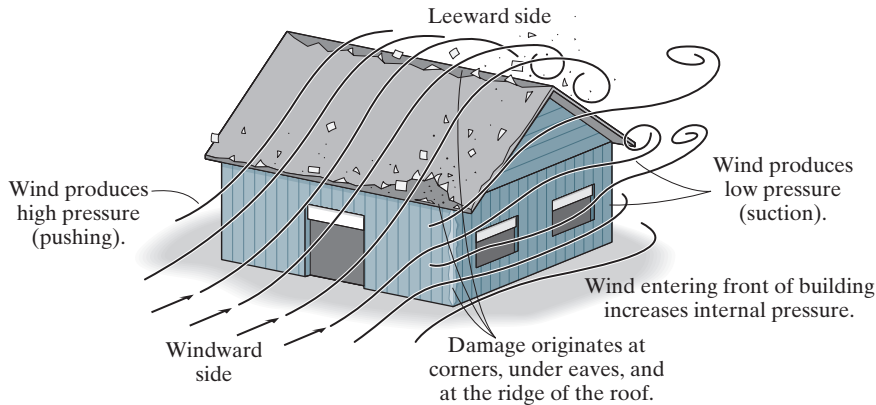 Leeward side
Wind produces
high pressure
(pushing).
Wind produces
low pressure
(suction).
Wind entering front of building
increases internal pressure.
Windward
side
Damage originates at
corners, under eaves, and
at the ridge of the roof.